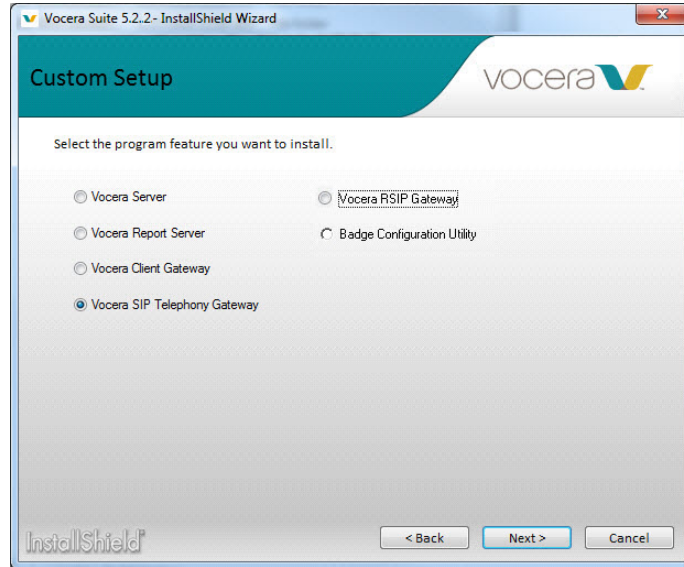 Vocera Suite 5.2..2 - InstallShield Wizard
Custom Setup
vocera
Select the program feature you want to install.
Vocera Server
Vocera RSIP Gateway
Vocera Report Server
Badge Configuration Utility
Vocera Client Gateway
Vocera SIP Telephony Gateway
InstallShield
< Back Next > Cancel